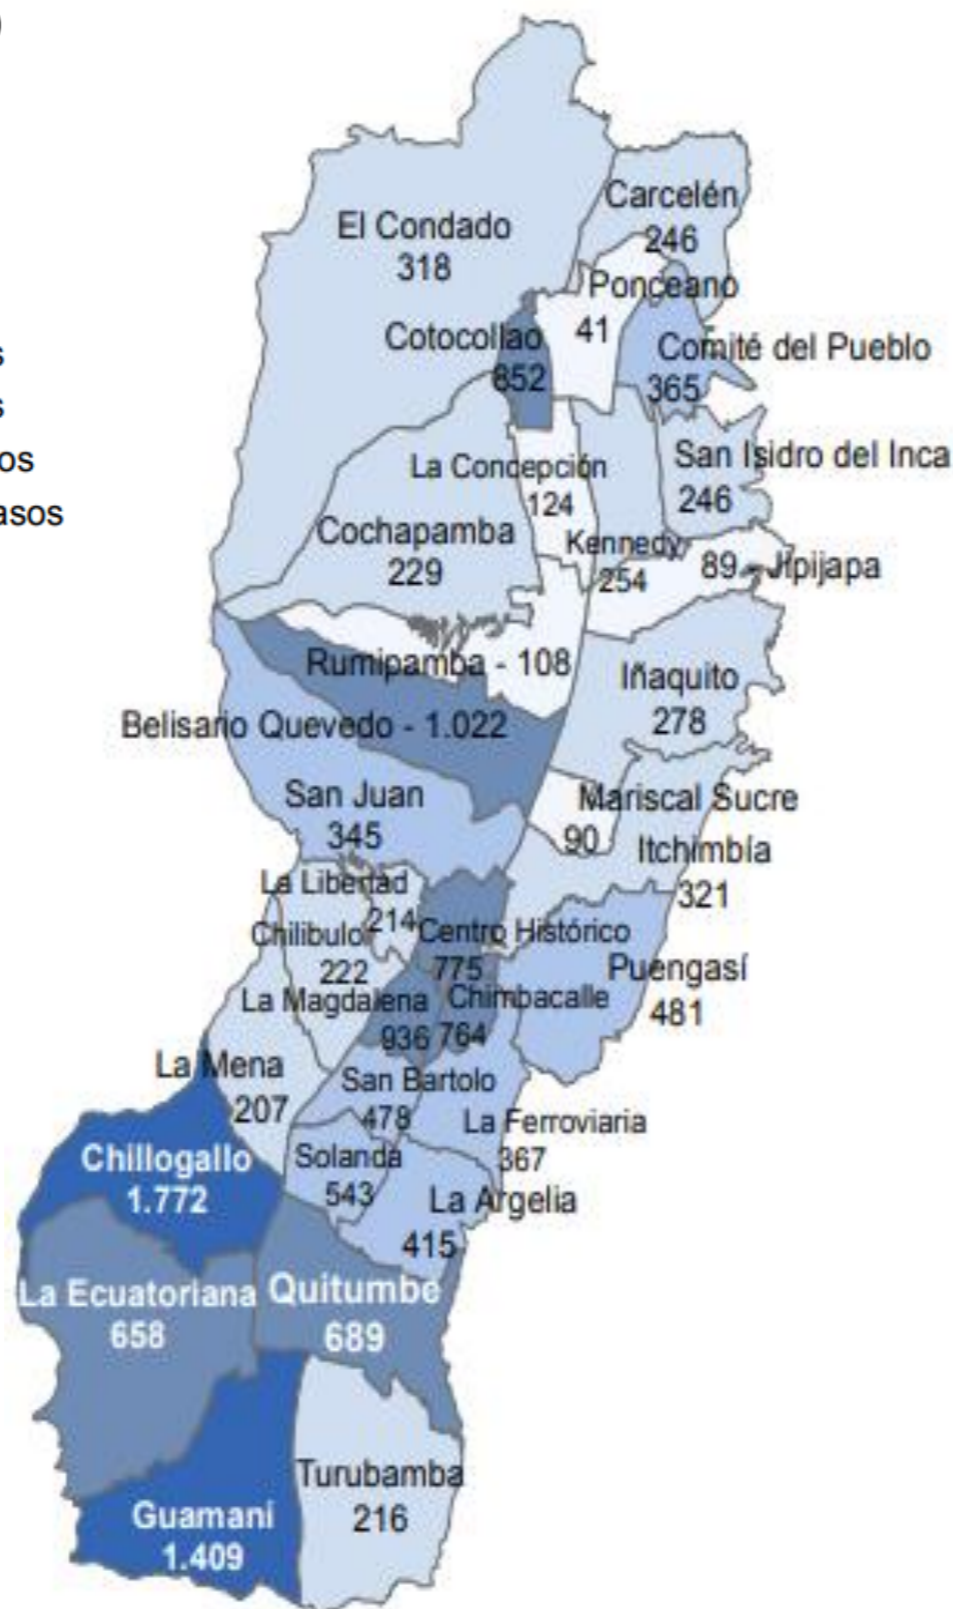 )
Carcelén
246
El Condado
318
Ponceano
41
Cotocollao
852
Comité del Pueblo
365
s
s
os
asos
La Concepción
124
San Isidro del Inca
246
Cochapamba
229
Kennedy
254
89 - Jipijapa
Rumipamba - 108
Iñaquito
278
Belisario Quevedo - 1.022
San Juan
345
Mariscal Sucre
90
Itchimbía
321
La Libertad
214
Chilibulo
222
Centro Histórico
775
Puengasí
481
La Magdalena
936
Chimbacalle
764
La Mena
207
San Bartolo
478
La Ferroviaria
367
Chillogallo
1.772
Solanda
543
La Argelia
415
La Ecuatoriana
658
Quitumbe
689
Turubamba
216
Guamaní
1.409